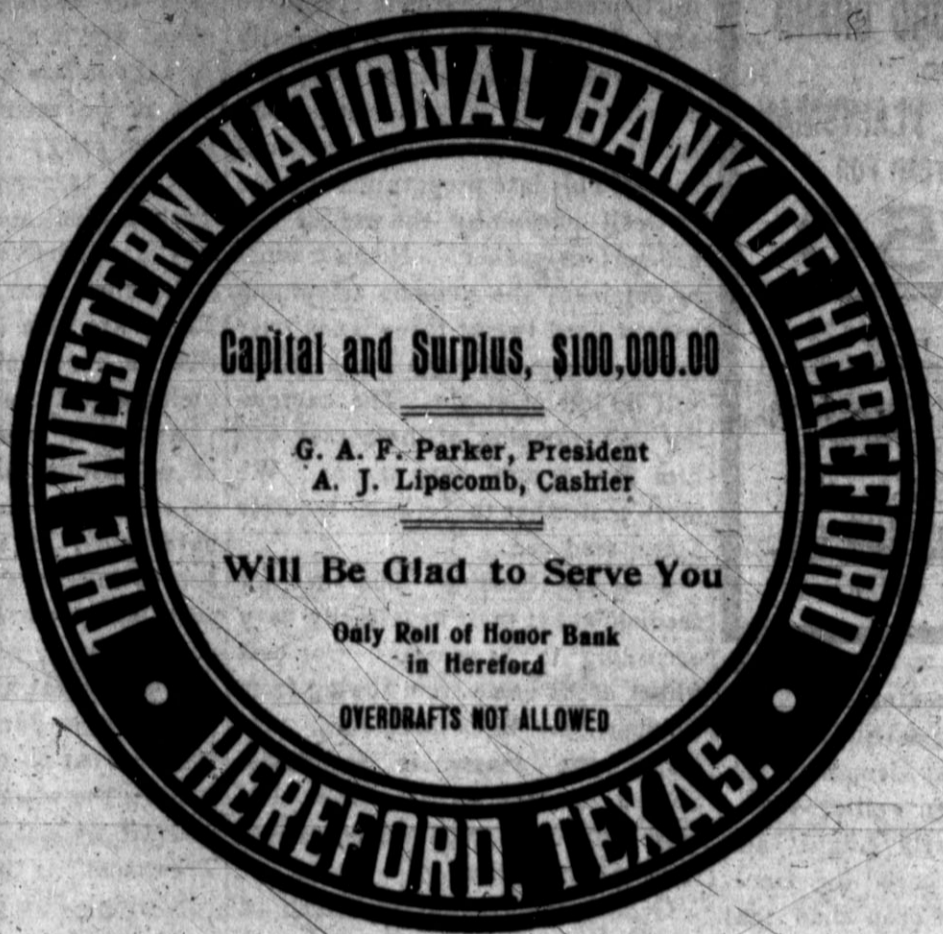 THE WESTERN NATIONAL BANK OF HEREFORD
Capital and Surplus, $100,000.00
G. A. F. Parker, President
A. J. Lipscomb, Cashier
Will Be Glad to Serve You
Only Roll of Honor Bank
in Hereford
OVERDRAFTS NOT ALLOWED
HEREFORD, TEXAS.